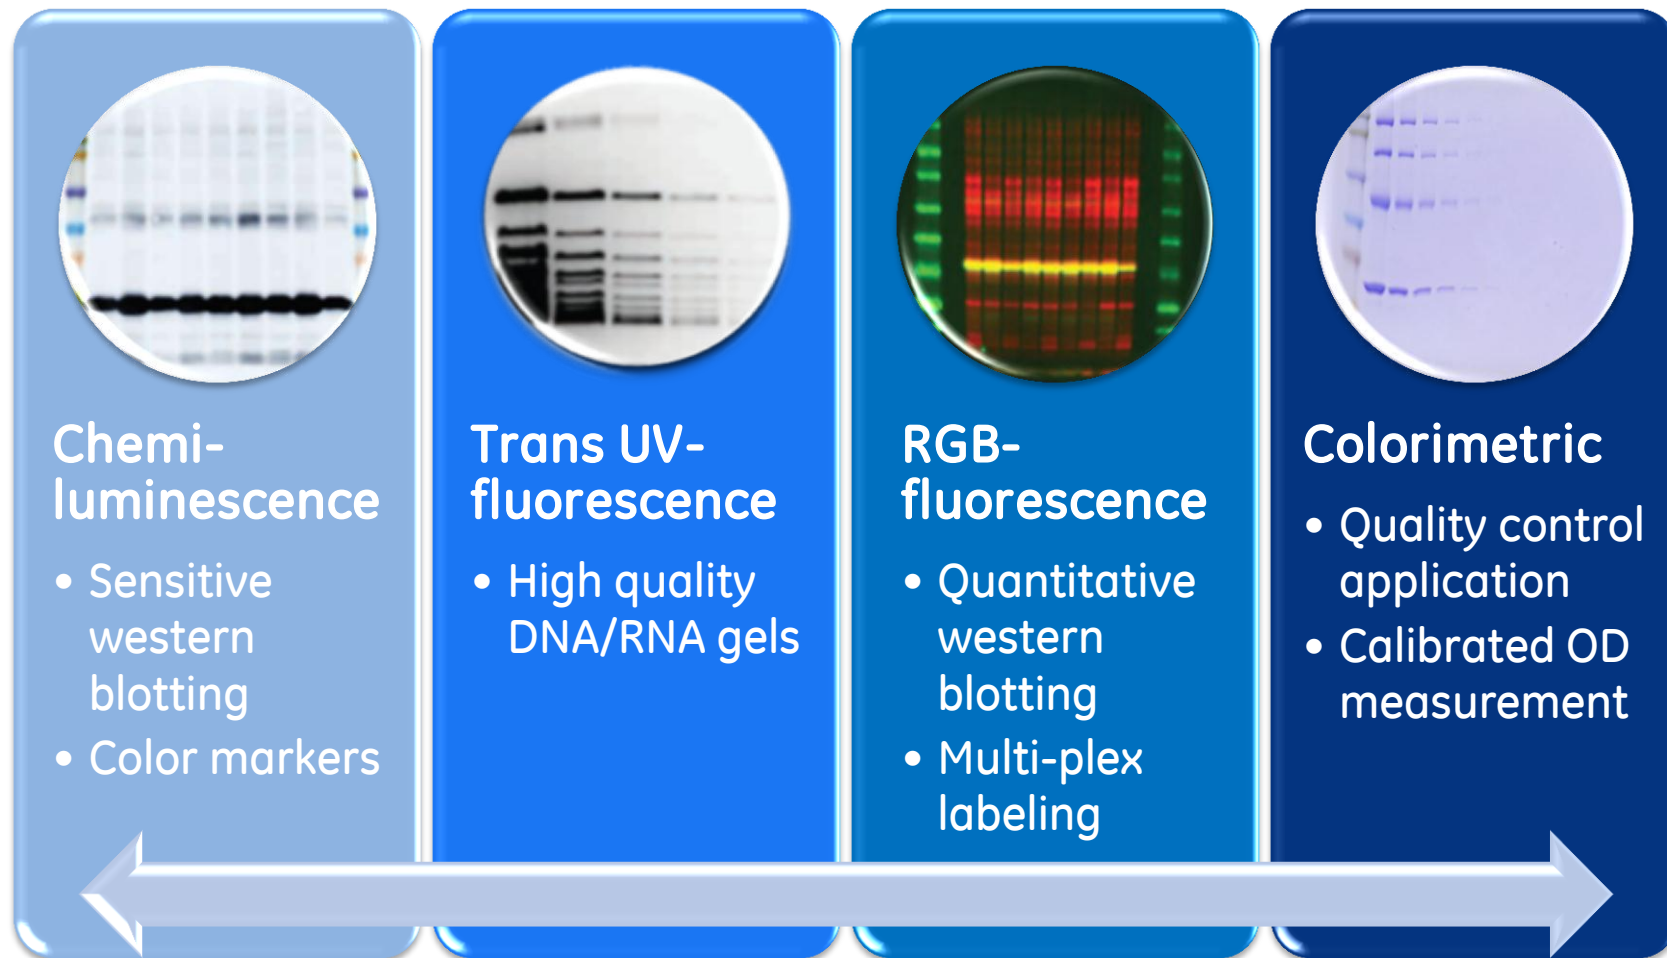 Chemi-
luminescence
• Sensitive
western
blotting
• Color markers
Trans UV-
fluorescence
• High quality
DNA/RNA gels
RGB-
fluorescence
• Quantitative
western
blotting
• Multi-plex
labeling
Colorimetric
• Quality control
application
• Calibrated OD
measurement